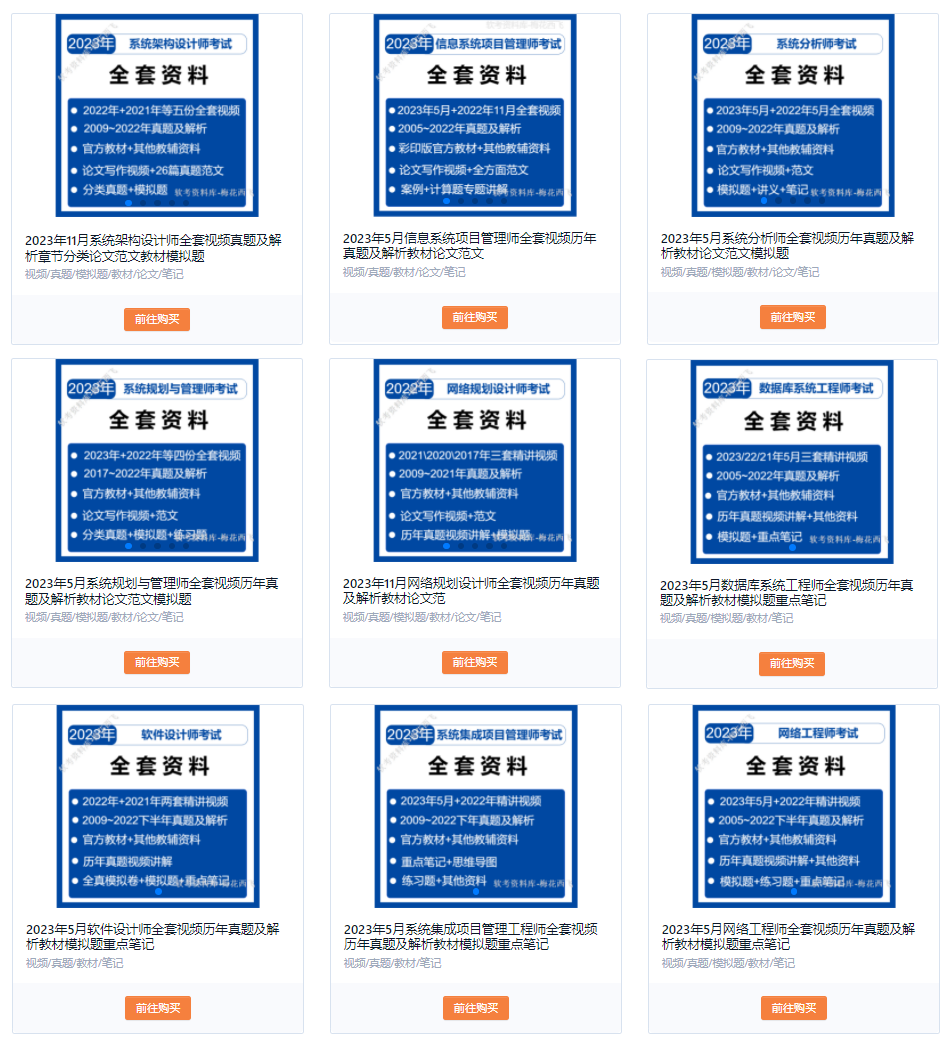 2023年 系统架构设计师考试
全套资料
2022年+2021年等五份全套视频
2009~2022年真题及解析
官方教材+其他教辅资料
论文写作视频+26篇真题范文
分类真题+模拟题
软考资料库-梅花西飞
2023年11月系统架构设计师全套视频真题及解
析章节分类论文范文教材模拟题
视频/真题/模拟题/教材/论文/笔记
前往购买
2023年 信息系统项目管理师考试
全套资料
2023年5月+2022年11月全套视频
2005~2022年真题及解析
彩印版官方教材+其他教辅资料
论文写作视频+全方面范文
案例+计算题专题讲解
软考资料库-梅花西飞
2023年5月信息系统项目管理师全套视频历年
真题及解析教材论文范文
视频/真题/教材/论文/笔记
前往购买
2023年 系统分析师考试
全套资料
2023年5月+2022年5月全套视频
2009~2022年真题及解析
官方教材+其他教辅资料
论文写作视频+范文
模拟题+讲义+笔记
软考资料库-梅花西飞
2023年5月系统分析师全套视频历年真题及解
析教材论文范文模拟题
视频/真题/模拟题/教材/论文/笔记
前往购买
2023年 系统规划与管理师考试
全套资料
2023年+2022年等四份全套视频
2017~2022年真题及解析
官方教材+其他教辅资料
论文写作视频+范文
分类真题+模拟题+练习题
2023年5月系统规划与管理师全套视频历年真
题及解析教材论文范文模拟题
视频/真题/模拟题/教材/论文/笔记
前往购买
2023年 网络规划设计师考试
全套资料
2021\2020\2017年三套精讲视频
2009~2021年真题及解析
官方教材+其他教辅资料
论文写作视频+范文
历年真题视频讲解+模拟题
2023年11月网络规划设计师全套视频历年真题
及解析教材论文范
视频/真题/模拟题/教材/论文/笔记
前往购买
2023年 数据库系统工程师考试
全套资料
2023/22/21年5月三套精讲视频
2005~2022年真题及解析
官方教材+其他教辅资料
历年真题视频讲解+其他资料
模拟题+重点笔记
软考资料库-梅花西飞
2023年5月数据库系统工程师全套视频历年真
题及解析教材模拟题重点笔记
视频/真题/模拟题/教材/笔记
前往购买
2023年 软件设计师考试
全套资料
2022年+2021年两套精讲视频
2009~2022下半年真题及解析
官方教材+其他教辅资料
历年真题视频讲解
全真模拟卷+模拟题+重点笔记
2023年5月软件设计师全套视频历年真题及解
析教材模拟题重点笔记
视频/真题/教材/笔记
前往购买
2023年 系统集成项目管理师考试
全套资料
2023年5月+2022年精讲视频
2009~2022下年真题及解析
官方教材+其他教辅资料
重点笔记+思维导图
练习题+其他资料
软考资料库-梅花西飞
2023年5月系统集成项目管理工程师全套视频
历年真题及解析教材模拟题重点笔记
视频/真题/教材/笔记
前往购买
2023年 网络工程师考试
全套资料
2023年5月+2022年精讲视频
2005~2022下半年真题及解析
官方教材+其他教辅资料
历年真题视频讲解+其他资料
模拟题+练习题+重点笔记
2023年5月网络工程师全套视频历年真题及解
析教材模拟题重点笔记
视频/真题/模拟题/教材/笔记
前往购买